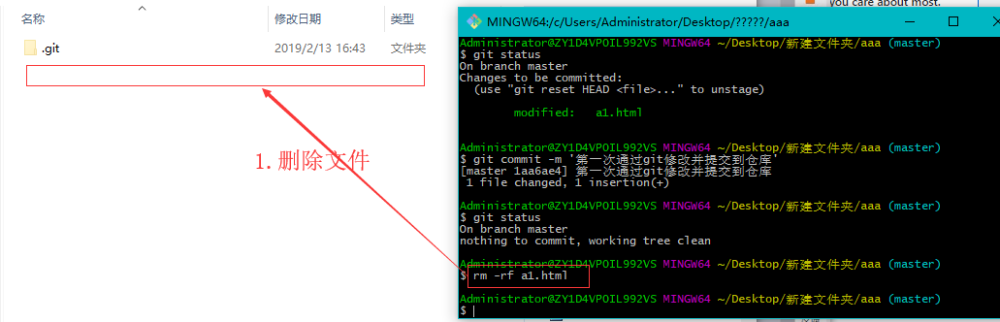 名称
修改日期
类型
.git
2019/2/13 16:43
文件夹
1. 删除文件
you care about most.
MINGW64:/c/Users/Administrator/Desktop/?????/aaa
Administrator@ZY1D4VPOIL992VS MINGW64 ~/Desktop/新建文件夹/aaa (master)
$ git status
On branch master
Changes to be committed:
(use "git reset HEAD <file>..." to unstage)
modified: a1.html
Administrator@ZY1D4VPOIL992VS MINGW64 ~/Desktop/新建文件夹/aaa (master)
$ git commit -m '第一次通过git修改并提交到仓库'
[master 1aa6ae4] 第一次通过git修改并提交到仓库
1 file changed, 1 insertion(+)
Administrator@ZY1D4VPOIL992VS MINGW64 ~/Desktop/新建文件夹/aaa (master)
$ git status
On branch master
nothing to commit, working tree clean
Administrator@ZY1D4VPOIL992VS MINGW64 ~/Desktop/新建文件夹/aaa (master)
$ rm -rf a1.html
Administrator@ZY1D4VPOIL992VS MINGW64 ~/Desktop/新建文件夹/aaa (master)
$